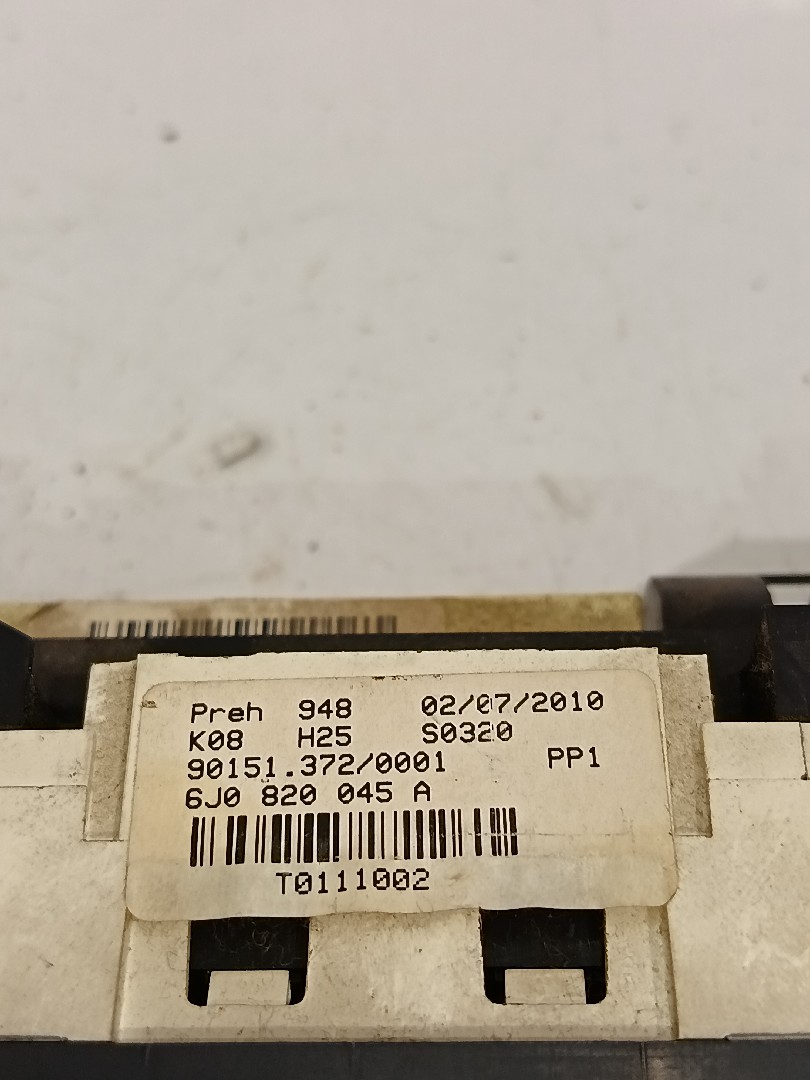 Preh 948 02/07/2010
K08 H25 S0320
90151.372/0001 PP1
6J0 820 045 A
T0111002